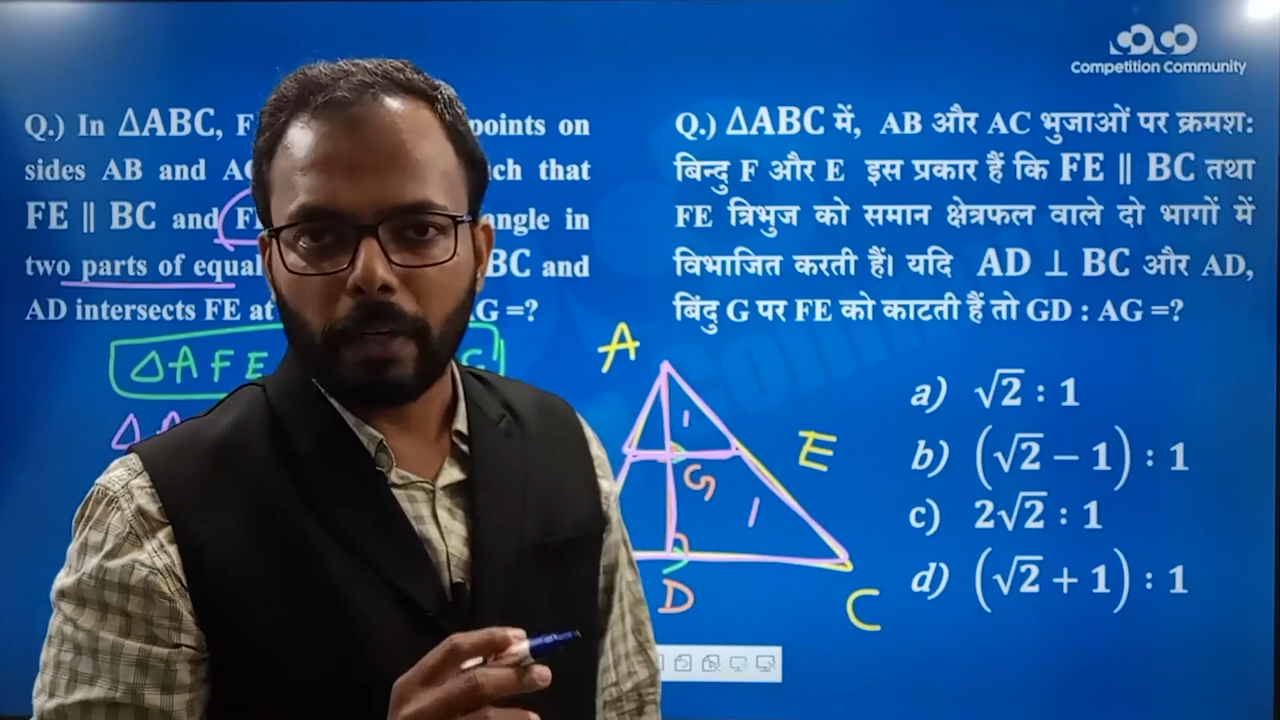 Competition Community
Q.) In ΔABC, F points on
sides AB and AC ch that
FE || BC and F angle in
two parts of equal BC and
AD intersects FE at AG =?
Q.) ΔABC में, AB और AC भुजाओं पर क्रमश:
बिन्दु F और E इस प्रकार हैं कि FE || BC तथा
FE त्रिभुज को समान क्षेत्रफल वाले दो भागों में
विभाजित करती हैं। यदि AD ⊥ BC और AD,
बिंदु G पर FE को काटती हैं तो GD : AG =?
ΔAFE
A
1
E
G
1
D
C
a) √2 : 1
b) (√2 − 1) : 1
c) 2√2 : 1
d) (√2 + 1) : 1